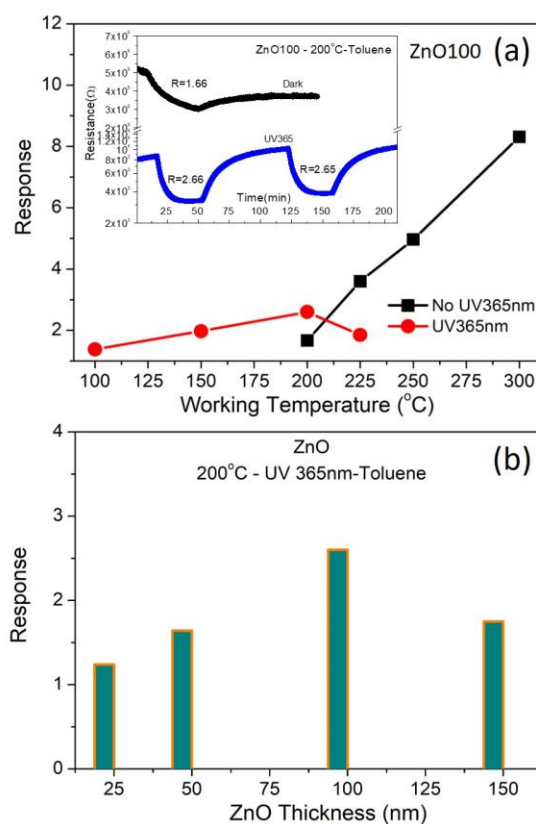 12
10
8
6
4
2
Response
ZnO100
(a)
ZnO100 - 200°C-Toluene
R=1.66
Dark
UV365
R=2.66
R=2.65
Resistance(Ω)
Time(min)
25 50 75 100 125 150 175 200
No UV365nm
UV365nm
100 125 150 175 200 225 250 275 300
Working Temperature (°C)
4
3
2
1
0
Response
ZnO
(b)
200°C - UV 365nm-Toluene
25 50 75 100 125 150
ZnO Thickness (nm)